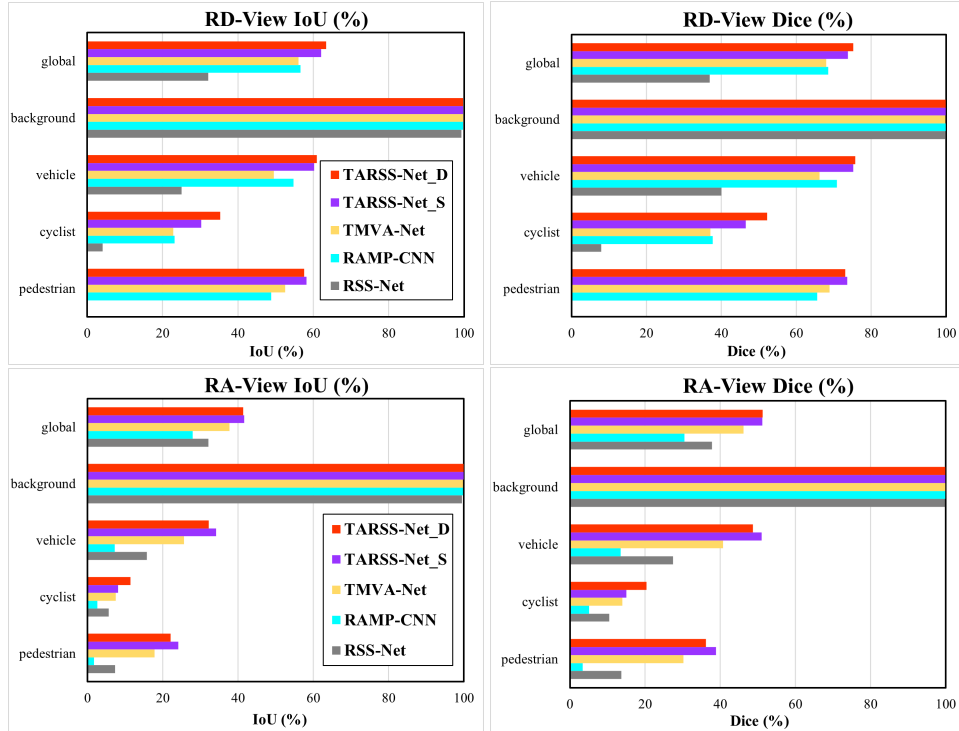 RD-View IoU (%)
global
background
vehicle
cyclist
pedestrian
TARSS-Net_D
TARSS-Net_S
TMVA-Net
RAMP-CNN
RSS-Net
0 20 40 60 80 100
IoU (%)
RD-View Dice (%)
global
background
vehicle
cyclist
pedestrian
0 20 40 60 80 100
Dice (%)
RA-View IoU (%)
global
background
vehicle
cyclist
pedestrian
TARSS-Net_D
TARSS-Net_S
TMVA-Net
RAMP-CNN
RSS-Net
0 20 40 60 80 100
IoU (%)
RA-View Dice (%)
global
background
vehicle
cyclist
pedestrian
0 20 40 60 80 100
Dice (%)